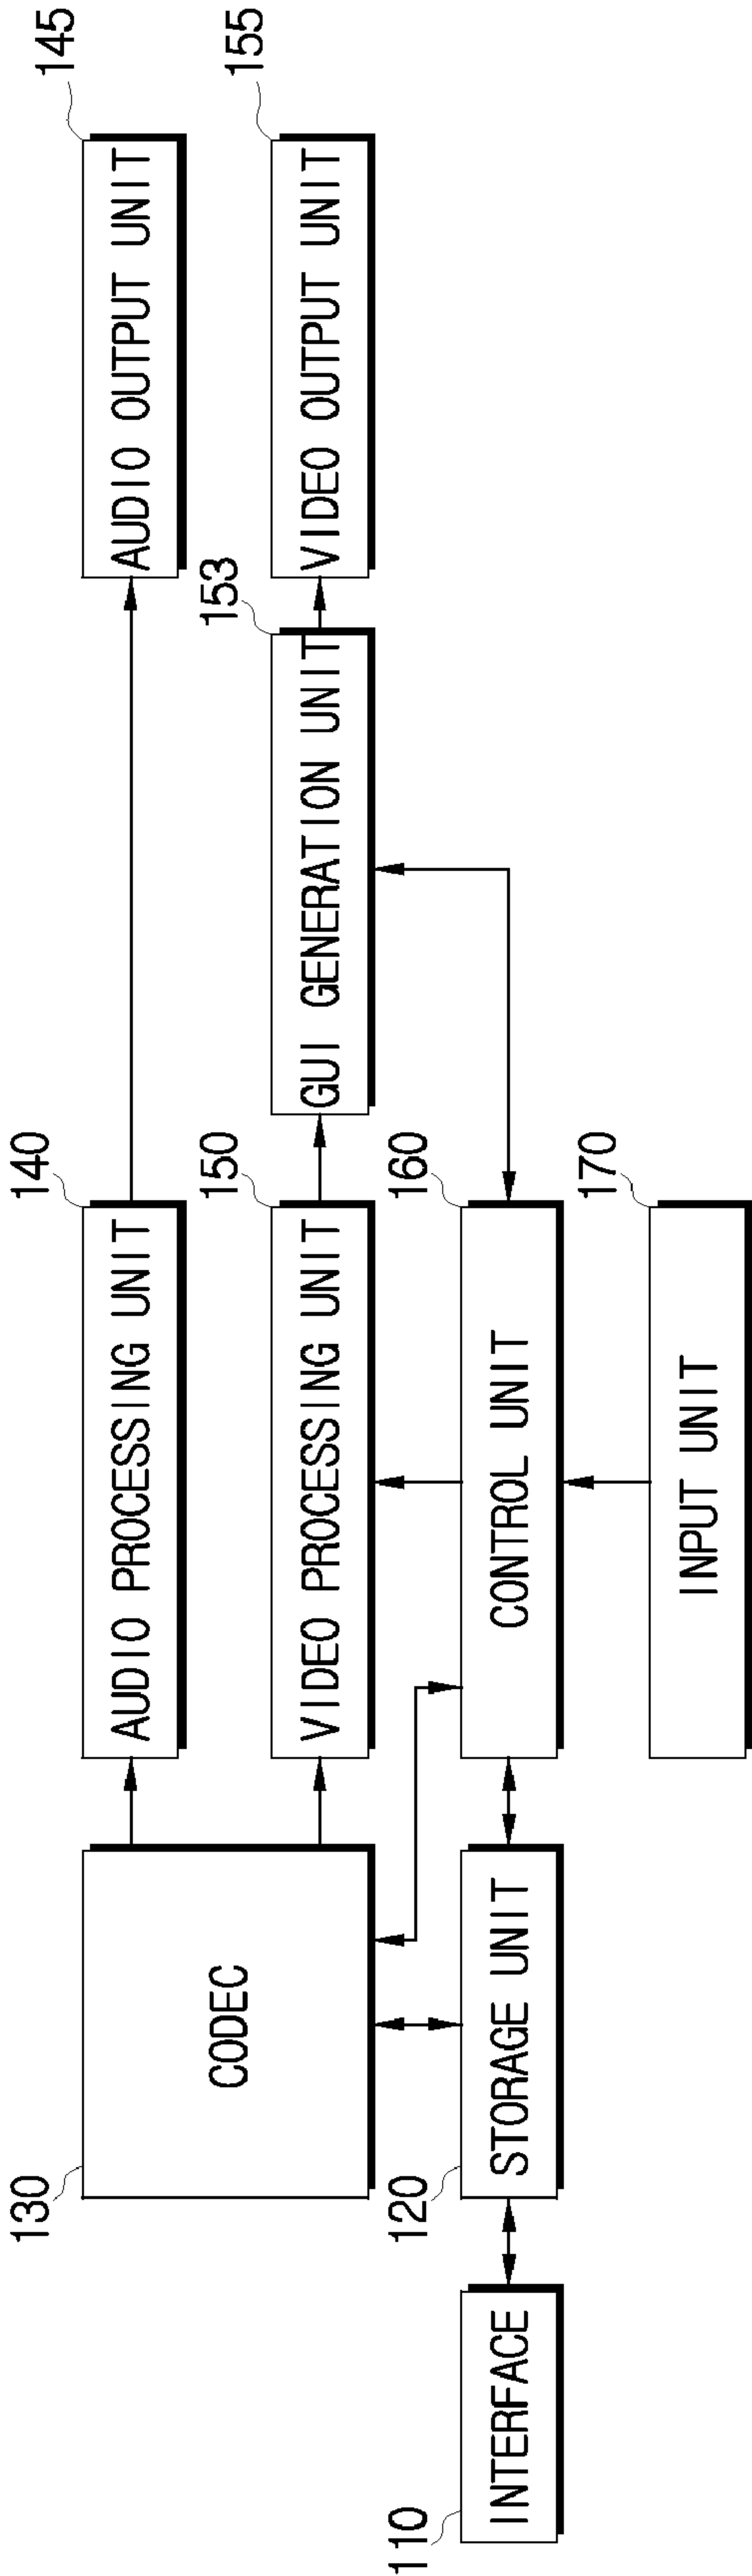 130
CODEC
140
AUDIO PROCESSING UNIT
145
AUDIO OUTPUT UNIT
150
VIDEO PROCESSING UNIT
153
GUI GENERATION UNIT
155
VIDEO OUTPUT UNIT
110
INTERFACE
120
STORAGE UNIT
160
CONTROL UNIT
170
INPUT UNIT